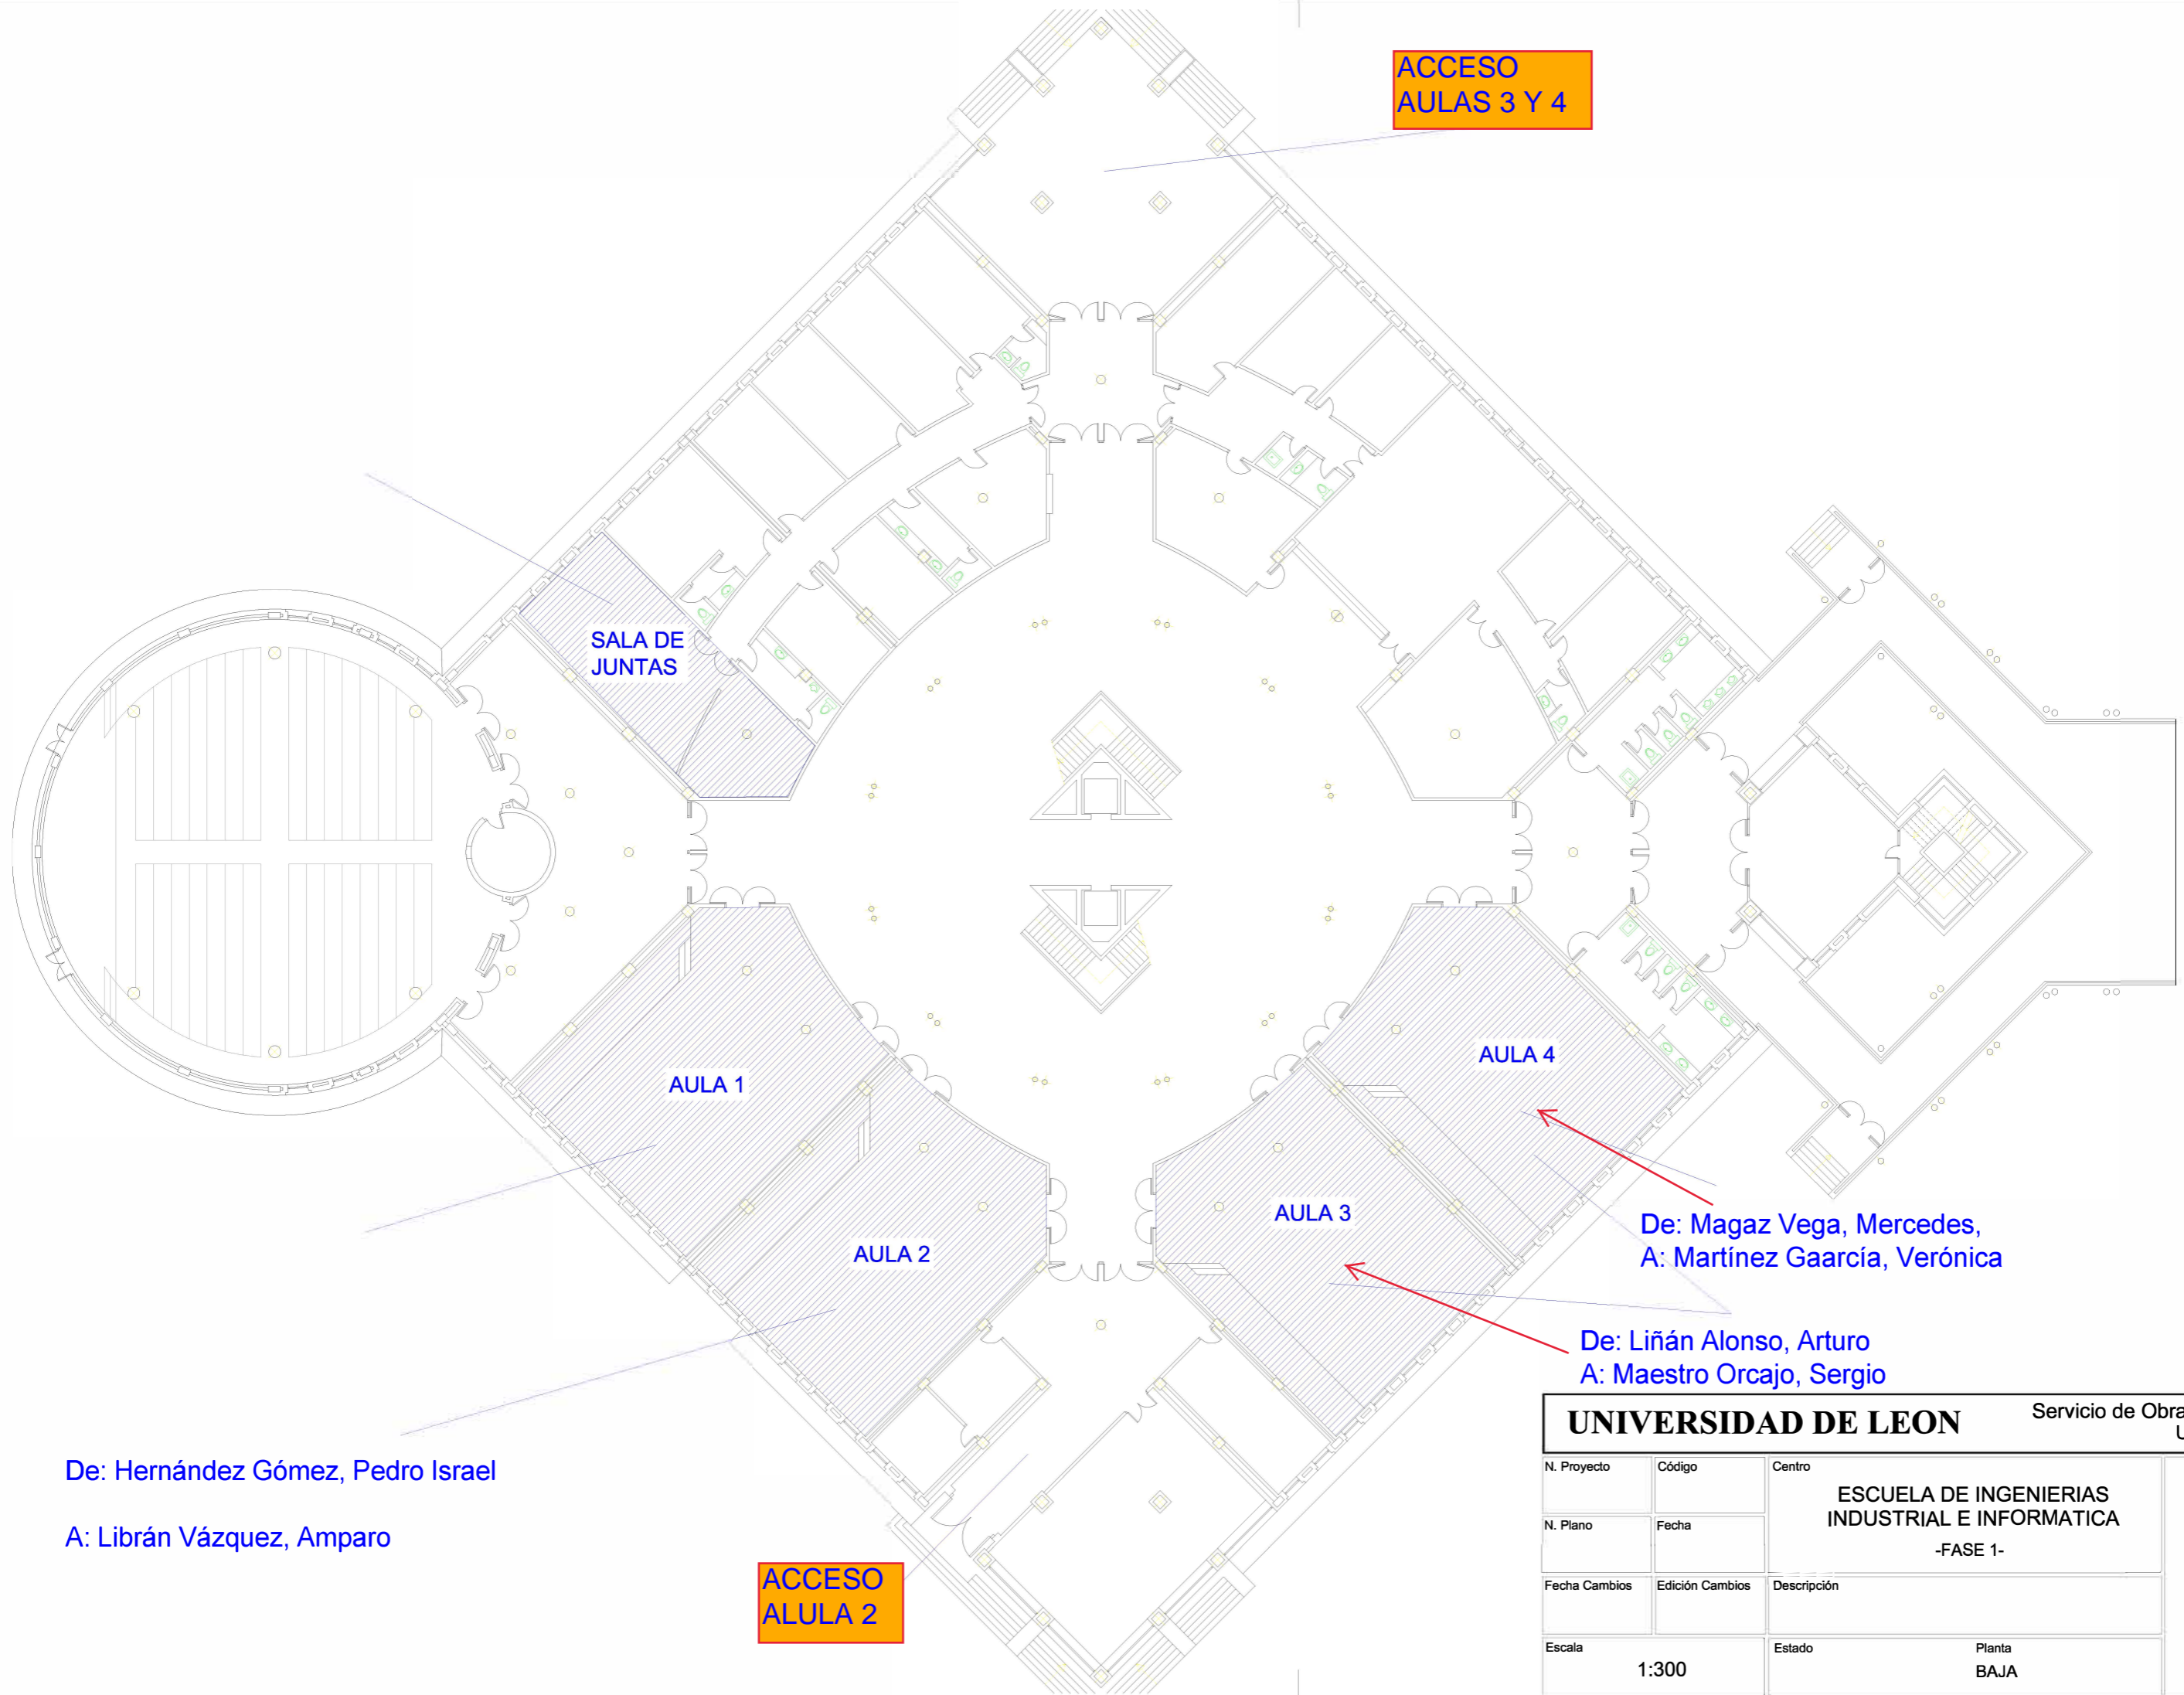 ACCESO
AULAS 3 Y 4
SALA DE
JUNTAS
AULA 1
AULA 4
AULA 3
AULA 2
De: Magaz Vega, Mercedes,
A: Martínez Gaarcía, Verónica
De: Liñán Alonso, Arturo
A: Maestro Orcajo, Sergio
De: Hernández Gómez, Pedro Israel
A: Librán Vázquez, Amparo
ACCESO
ALULA 2
UNIVERSIDAD DE LEON
Servicio de Obra
U
N. Proyecto
Código
Centro
ESCUELA DE INGENIERIAS
INDUSTRIAL E INFORMATICA
-FASE 1-
N. Plano
Fecha
Fecha Cambios
Edición Cambios
Descripción
Escala
1:300
Estado
Planta
BAJA